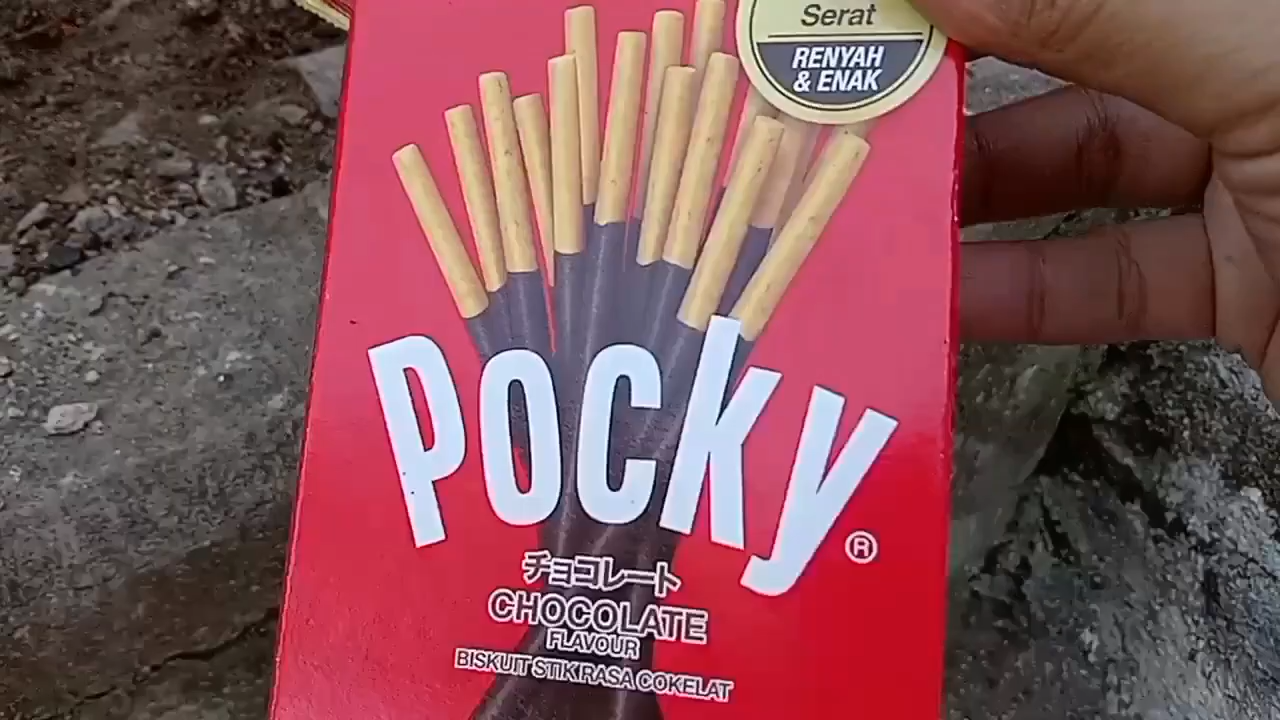 Serat
RENYAH
& ENAK
Pocky
®
チョコレート
CHOCOLATE
FLAVOUR
BISKUIT STIK RASA COKELAT